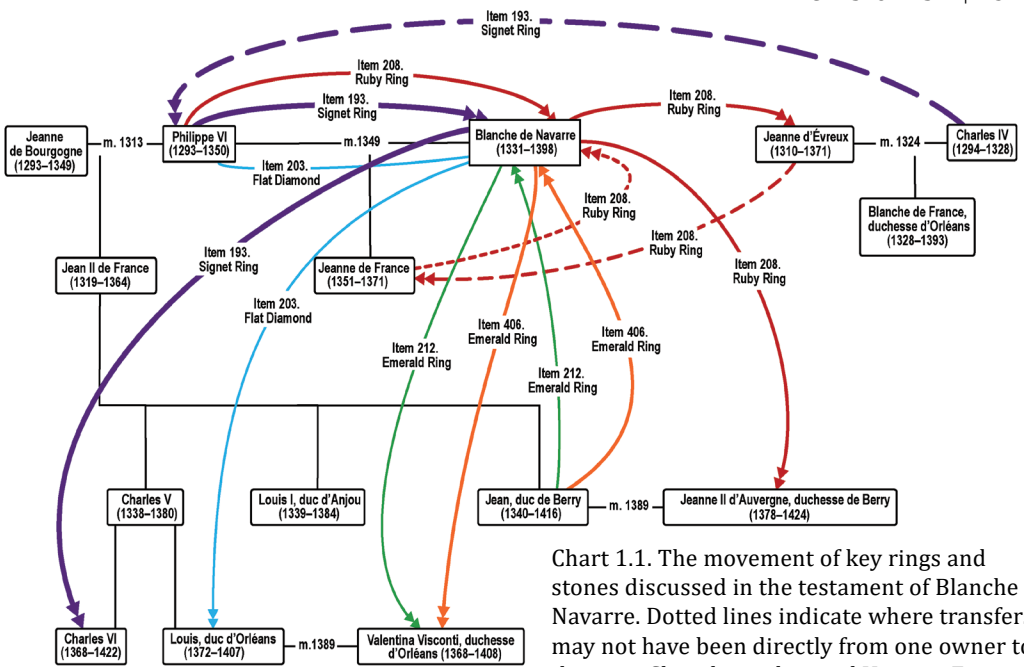 Item 193.
Signet Ring
Item 208.
Ruby Ring
Item 193.
Signet Ring
Item 208.
Ruby Ring
Jeanne
de Bourgogne
(1293–1349)
m. 1313
Philippe VI
(1293–1350)
m.1349
Blanche de Navarre
(1331–1398)
Jeanne d'Évreux
(1310–1371)
m. 1324
Charles IV
(1294–1328)
Item 203.
Flat Diamond
Item 208.
Ruby Ring
Blanche de France,
duchesse d'Orléans
(1328–1393)
Item 208.
Ruby Ring
Item 193.
Signet Ring
Jean II de France
(1319–1364)
Jeanne de France
(1351–1371)
Item 208.
Ruby Ring
Item 203.
Flat Diamond
Item 406.
Emerald Ring
Item 406.
Emerald Ring
Item 212.
Emerald Ring
Item 212.
Emerald Ring
Charles V
(1338–1380)
Louis I, duc d'Anjou
(1339–1384)
Jean, duc de Berry
(1340–1416)
m. 1389
Jeanne II d'Auvergne, duchesse de Berry
(1378–1424)
Charles VI
(1368–1422)
Louis, duc d'Orléans
(1372–1407)
m.1389
Valentina Visconti, duchesse
d'Orléans (1368–1408)
Chart 1.1. The movement of key rings and
stones discussed in the testament of Blanche
Navarre. Dotted lines indicate where transfer
may not have been directly from one owner to